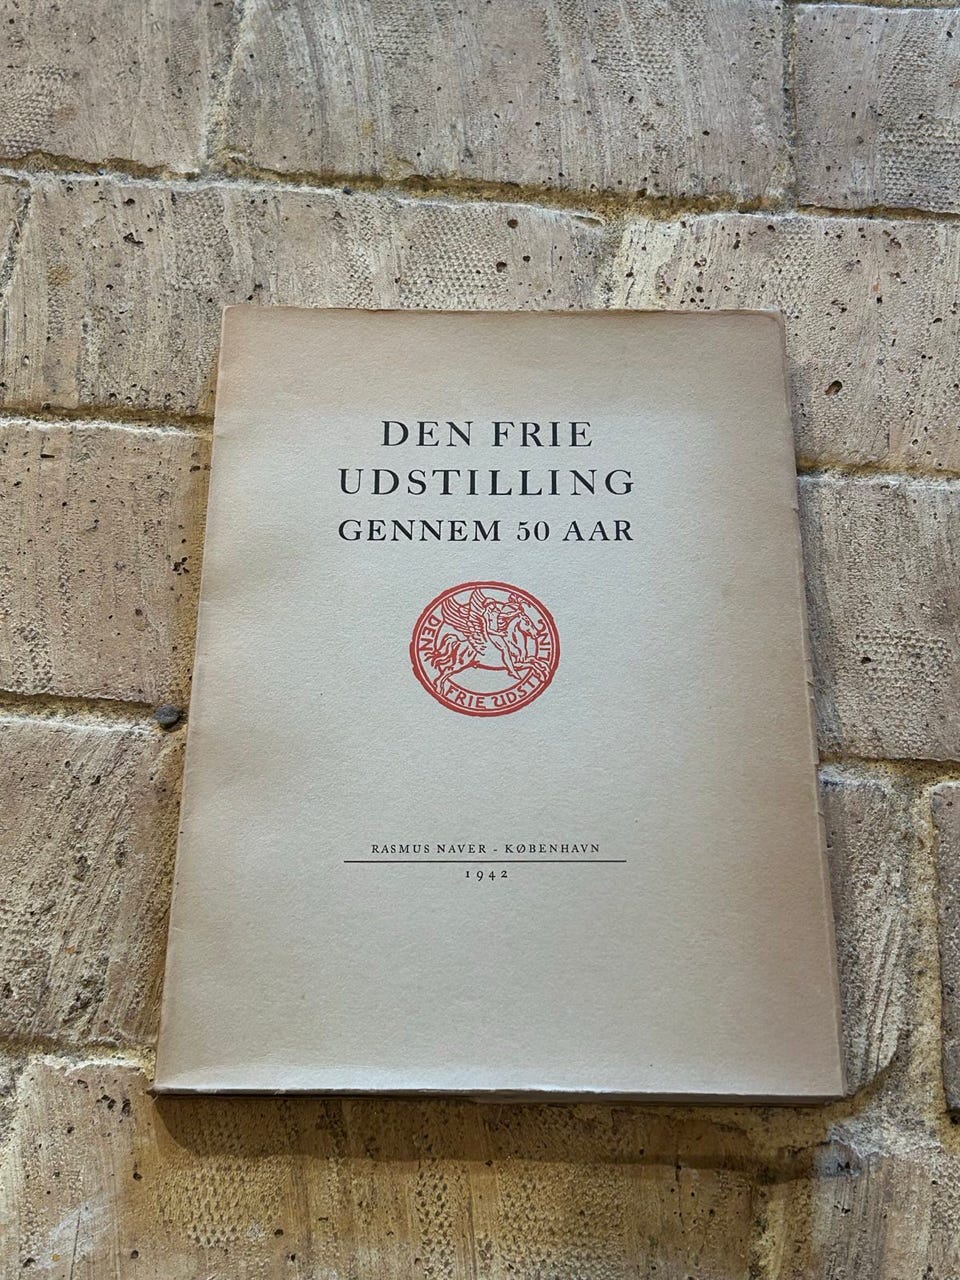 DEN FRIE
UDSTILLING
GENNEM 50 AAR
DEN FRIE UDSTILLING
RASMUS NAVER - KØBENHAVN
1942